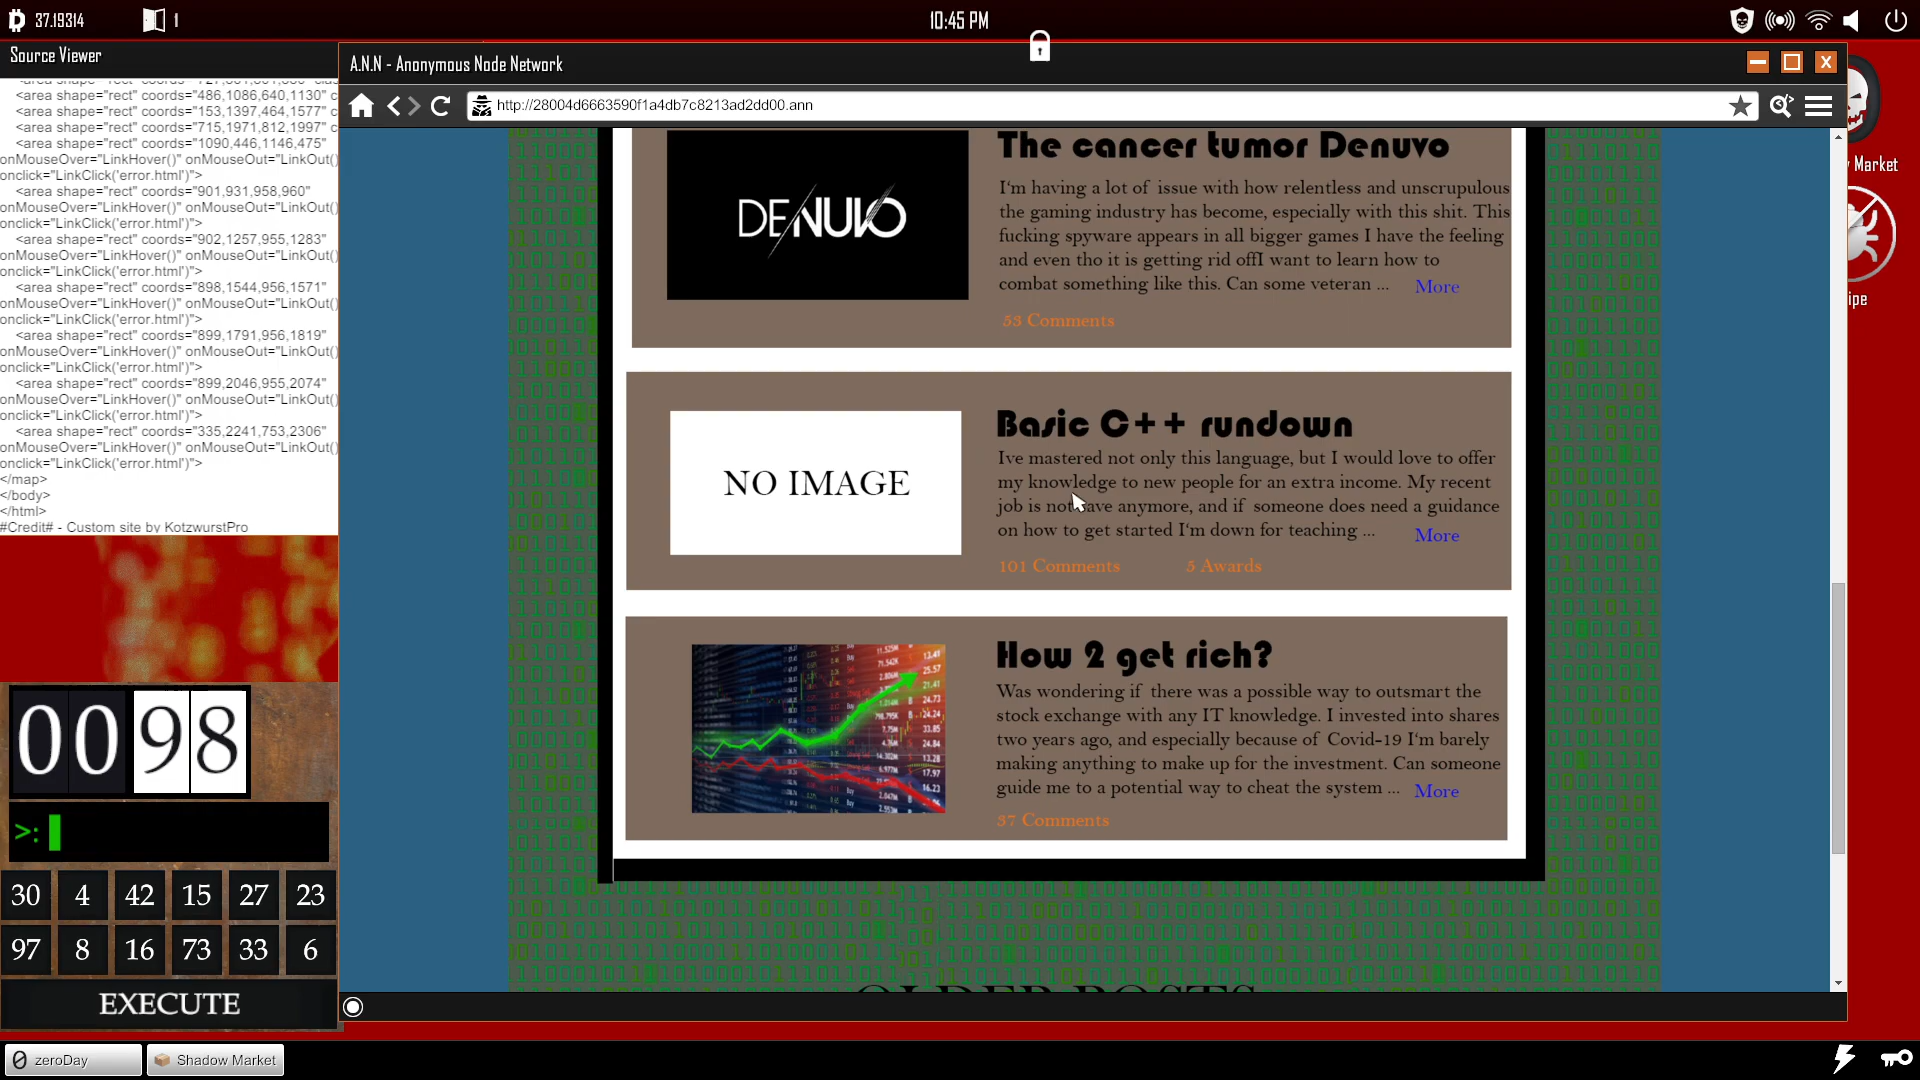 37.19314
1
10:45 PM
Source Viewer
<area shape="rect" coords="486,1086,640,1130" c
<area shape="rect" coords="153,1397,464,1577" c
<area shape="rect" coords="715,1971,812,1997" c
<area shape="rect" coords="1090,446,1146,475"
onMouseOver="LinkHover()" onMouseOut="LinkOut()
onclick="LinkClick('error.html')">
<area shape="rect" coords="901,931,958,960"
onMouseOver="LinkHover()" onMouseOut="LinkOut()
onclick="LinkClick('error.html')">
<area shape="rect" coords="902,1257,955,1283"
onMouseOver="LinkHover()" onMouseOut="LinkOut()
onclick="LinkClick('error.html')">
<area shape="rect" coords="898,1544,956,1571"
onMouseOver="LinkHover()" onMouseOut="LinkOut()
onclick="LinkClick('error.html')">
<area shape="rect" coords="899,1791,956,1819"
onMouseOver="LinkHover()" onMouseOut="LinkOut()
onclick="LinkClick('error.html')">
<area shape="rect" coords="899,2046,955,2074"
onMouseOver="LinkHover()" onMouseOut="LinkOut()
onclick="LinkClick('error.html')">
<area shape="rect" coords="335,2241,753,2306"
onMouseOver="LinkHover()" onMouseOut="LinkOut()
onclick="LinkClick('error.html')">
</map>
</body>
</html>
#Credit# - Custom site by KotzwurstPro
A.N.N - Anonymous Node Network
http://28004d6663590f1a4db7c8213ad2dd00.ann
DENUVO
The cancer tumor Denuvo
I'm having a lot of issue with how relentless and unscrupulous
the gaming industry has become, especially with this shit. This
fucking spyware appears in all bigger games I have the feeling
and even tho it is getting rid offI want to learn how to
combat something like this. Can some veteran ... More
53 Comments
NO IMAGE
Basic C++ rundown
Ive mastered not only this language, but I would love to offer
my knowledge to new people for an extra income. My recent
job is not save anymore, and if someone does need a guidance
on how to get started I'm down for teaching ... More
101 Comments 5 Awards
How 2 get rich?
Was wondering if there was a possible way to outsmart the
stock exchange with any IT knowledge. I invested into shares
two years ago, and especially because of Covid-19 I'm barely
making anything to make up for the investment. Can someone
guide me to a potential way to cheat the system ... More
37 Comments
OLDER POSTS
Market
0098
>:
30 4 42 15 27 23
97 8 16 73 33 6
EXECUTE
zeroDay
Shadow Market